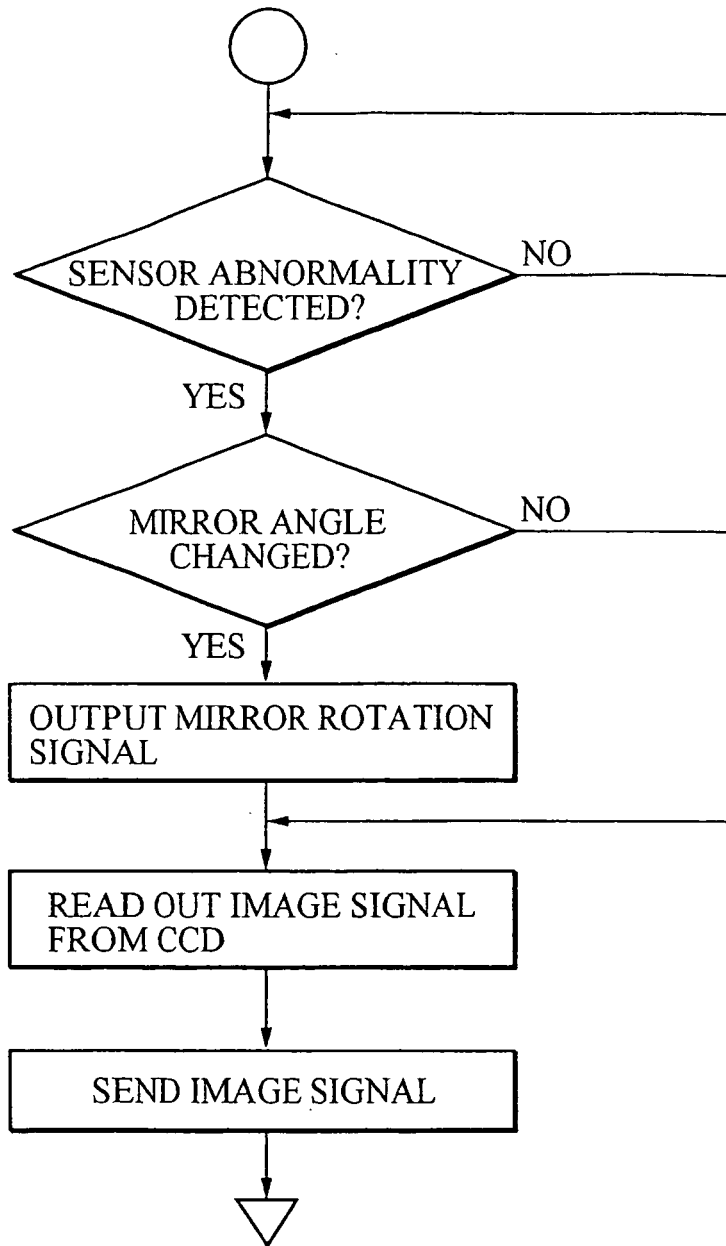 SENSOR ABNORMALITY
DETECTED?
NO
YES
MIRROR ANGLE
CHANGED?
NO
YES
OUTPUT MIRROR ROTATION
SIGNAL
READ OUT IMAGE SIGNAL
FROM CCD
SEND IMAGE SIGNAL